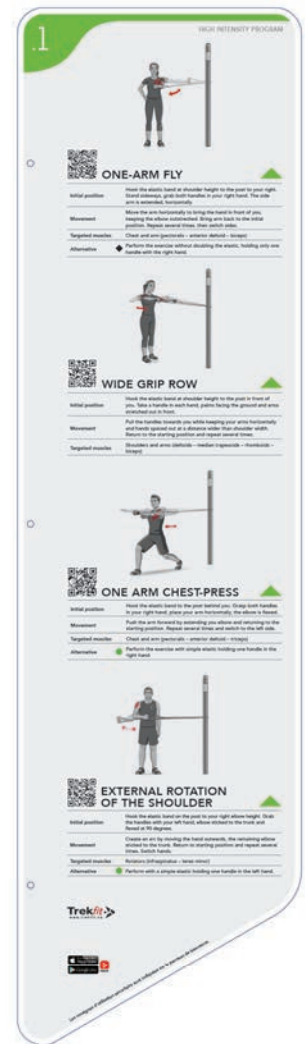 .1
HIGH INTENSITY PROGRAM
ONE-ARM FLY
Initial position
Hook the elastic band at shoulder height to the post to your right.
Stand sideways, grab both handles in your right hand. The side
arm is extended, horizontally.
Movement
Move the arm horizontally to bring the hand in front of you,
keeping the elbow outstretched. Bring arm back to the initial
position. Repeat several times, then switch sides.
Targeted muscles
Chest and arm (pectorals – anterior deltoid – biceps)
Alternative
Perform the exercise without doubling the elastic, holding only one
handle with the right hand.
WIDE GRIP ROW
Initial position
Hook the elastic band at shoulder height to the post in front of
you. Take a handle in each hand, palms facing the ground and arms
stretched out in front.
Movement
Pull the handles towards you while keeping your arms horizontally
and hands spaced out at a distance wider than shoulder width.
Return to the starting position and repeat several times.
Targeted muscles
Shoulders and arms (deltoids – median trapezoids – rhomboids –
biceps)
ONE ARM CHEST-PRESS
Initial position
Hook the elastic band to the post behind you. Grasp both handles
in your right hand, place your arm horizontally, the elbow is flexed.
Movement
Push the arm forward by extending you elbow and returning to the
starting position. Repeat several times and switch to the left side.
Targeted muscles
Chest and arm (pectorals – anterior deltoid – triceps)
Alternative
Perform the exercise with simple elastic holding one handle in the
right hand
EXTERNAL ROTATION
OF THE SHOULDER
Initial position
Hook the elastic band on the post to your right elbow height. Grab
the handles with your left hand, elbow sticked to the trunk and
flexed at 90 degrees.
Movement
Create an arc by moving the hand outwards, the remaining elbow
sticked to the trunk. Return to starting position and repeat several
times. Switch hands.
Targeted muscles
Rotators (infraspinatus – teres minor)
Alternative
Perform with a simple elastic holding one handle in the left hand.
Trekfit